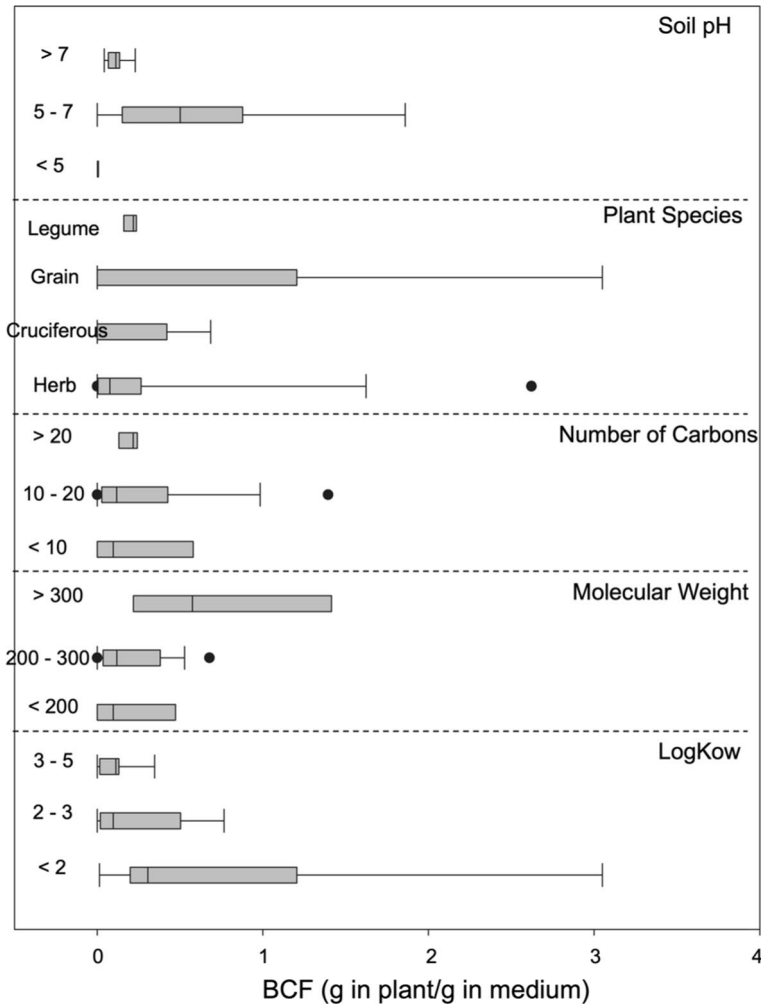 Soil pH
> 7
5 - 7
< 5
Plant Species
Legume
Grain
Cruciferous
Herb
Number of Carbons
> 20
10 - 20
< 10
Molecular Weight
> 300
200 - 300
< 200
LogKow
3 - 5
2 - 3
< 2
0 1 2 3 4
BCF (g in plant/g in medium)